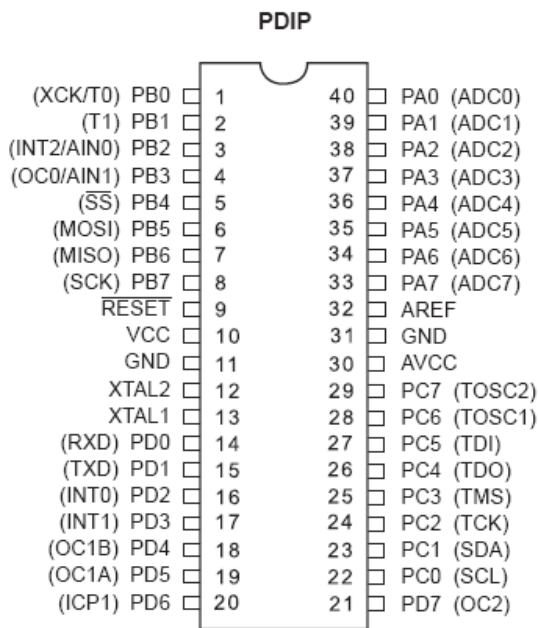 PDIP
(XCK/T0) PB0 1 40 PA0 (ADC0)
(T1) PB1 2 39 PA1 (ADC1)
(INT2/AIN0) PB2 3 38 PA2 (ADC2)
(OC0/AIN1) PB3 4 37 PA3 (ADC3)
(SS) PB4 5 36 PA4 (ADC4)
(MOSI) PB5 6 35 PA5 (ADC5)
(MISO) PB6 7 34 PA6 (ADC6)
(SCK) PB7 8 33 PA7 (ADC7)
RESET 9 32 AREF
VCC 10 31 GND
GND 11 30 AVCC
XTAL2 12 29 PC7 (TOSC2)
XTAL1 13 28 PC6 (TOSC1)
(RXD) PD0 14 27 PC5 (TDI)
(TXD) PD1 15 26 PC4 (TDO)
(INT0) PD2 16 25 PC3 (TMS)
(INT1) PD3 17 24 PC2 (TCK)
(OC1B) PD4 18 23 PC1 (SDA)
(OC1A) PD5 19 22 PC0 (SCL)
(ICP1) PD6 20 21 PD7 (OC2)